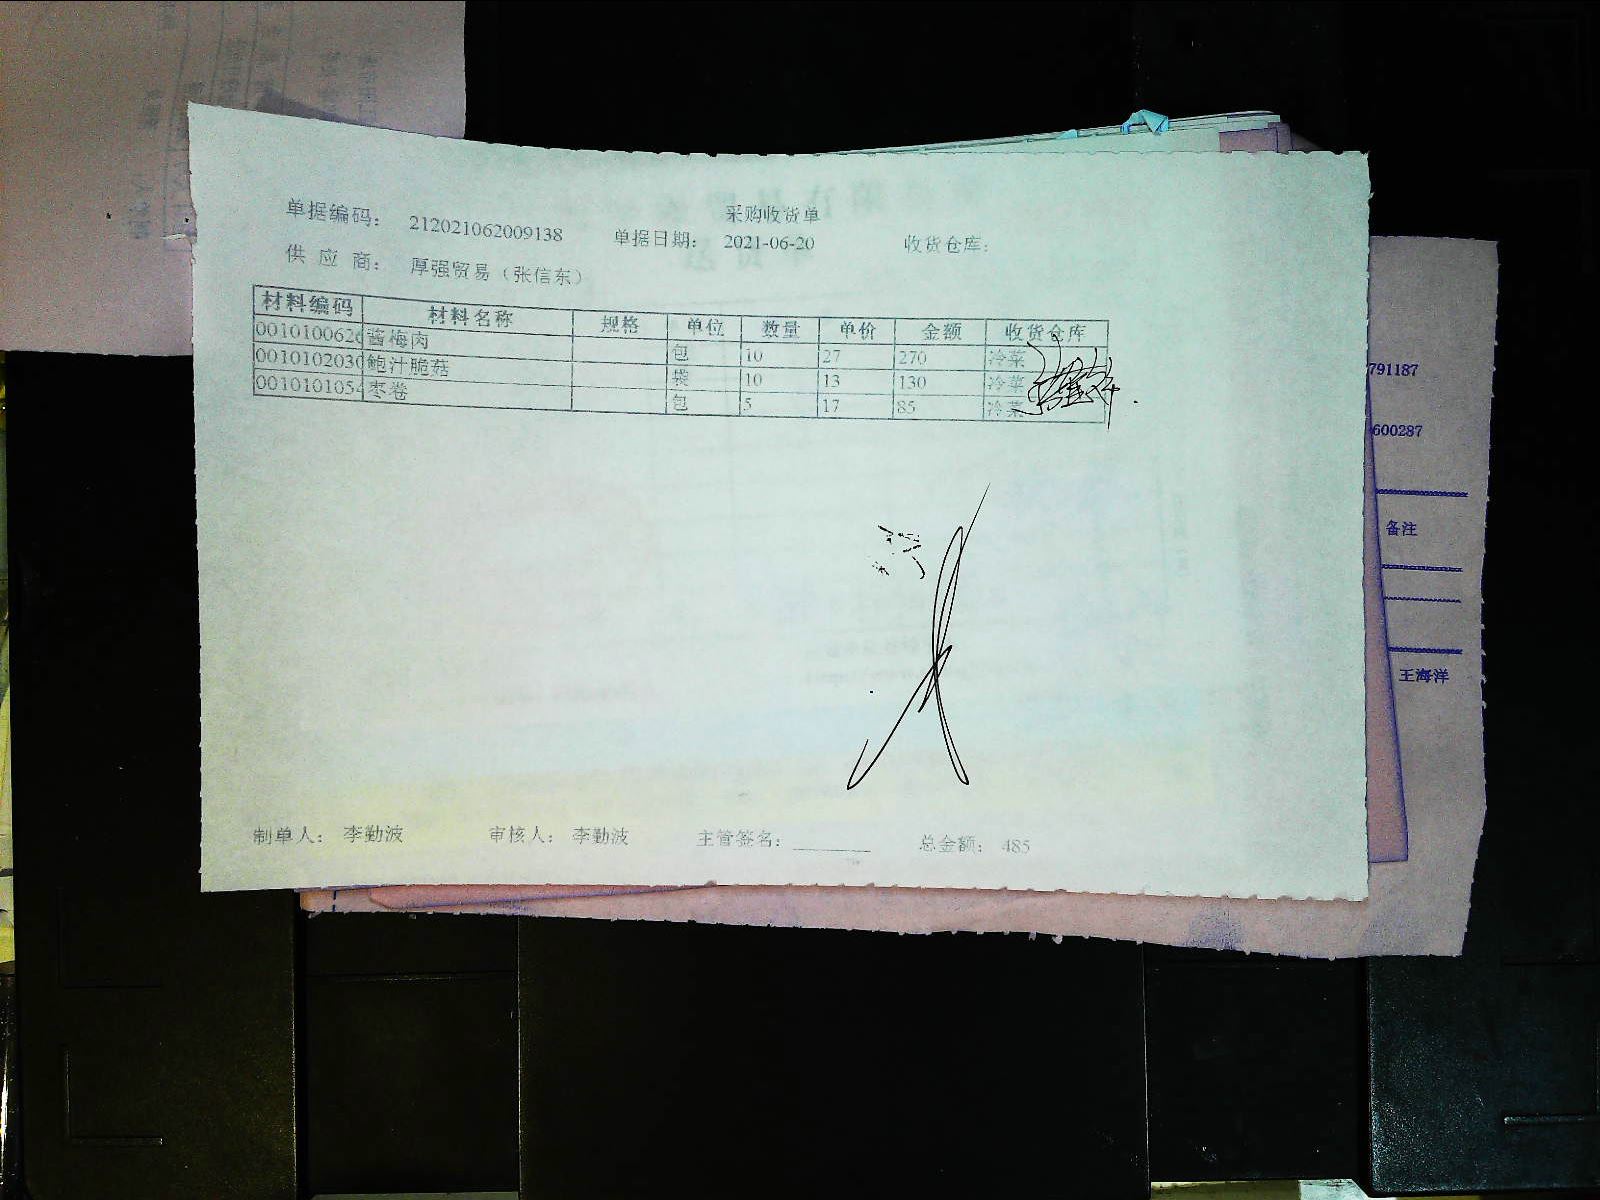 采购收货单
单据编码： 212021062009138 单据日期： 2021-06-20 收货仓库：
供 应 商： 厚强贸易（张信东）
材料编码 材料名称 规格 单位 数量 单价 金额 收货仓库
0010100626 酱梅肉 包 10 27 270 冷菜
0010102030 鲍汁脆菇 袋 10 13 130 冷菜
0010101054 枣卷 包 5 17 85 冷菜
制单人： 李勤波 审核人： 李勤波 主管签名： 总金额： 485
791187
600287
备注
王海洋